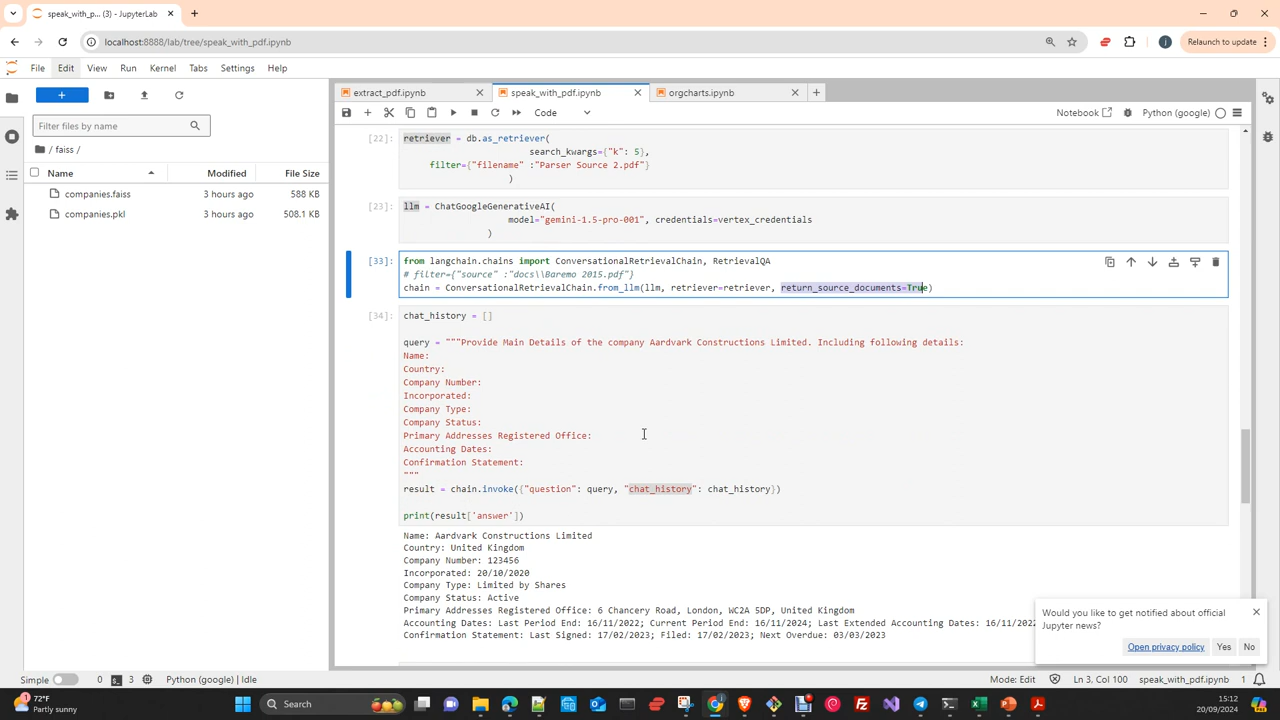 speak_with_p... (3) - JupyterLab
localhost:8888/lab/tree/speak_with_pdf.ipynb
Relaunch to update
File Edit View Run Kernel Tabs Settings Help
extract_pdf.ipynb
speak_with_pdf.ipynb
orgcharts.ipynb
Code
Notebook
Python (google)
Filter files by name
/ faiss /
Name Modified File Size
companies.faiss 3 hours ago 588 KB
companies.pkl 3 hours ago 508.1 KB
[22]: retriever = db.as_retriever(
search_kwargs={"k": 5},
filter={"filename" :"Parser Source 2.pdf"}
)
[23]: llm = ChatGoogleGenerativeAI(
model="gemini-1.5-pro-001", credentials=vertex_credentials
)
[33]: from langchain.chains import ConversationalRetrievalChain, RetrievalQA
# filter={"source" :"docs\\Baremo 2015.pdf"}
chain = ConversationalRetrievalChain.from_llm(llm, retriever=retriever, return_source_documents=True)
[34]: chat_history = []
query = """Provide Main Details of the company Aardvark Constructions Limited. Including following details:
Name:
Country:
Company Number:
Incorporated:
Company Type:
Company Status:
Primary Addresses Registered Office:
Accounting Dates:
Confirmation Statement:
"""
result = chain.invoke({"question": query, "chat_history": chat_history})
print(result['answer'])
Name: Aardvark Constructions Limited
Country: United Kingdom
Company Number: 123456
Incorporated: 20/10/2020
Company Type: Limited by Shares
Company Status: Active
Primary Addresses Registered Office: 6 Chancery Road, London, WC2A 5DP, United Kingdom
Accounting Dates: Last Period End: 16/11/2022; Current Period End: 16/11/2024; Last Extended Accounting Dates: 16/11/2022
Confirmation Statement: Last Signed: 17/02/2023; Filed: 17/02/2023; Next Overdue: 03/03/2023
Would you like to get notified about official
Jupyter news?
Open privacy policy Yes No
Simple 0 3 Python (google) | Idle
Mode: Edit Ln 3, Col 100 speak_with_pdf.ipynb 1
72°F
Partly sunny
Search
15:12
20/09/2024